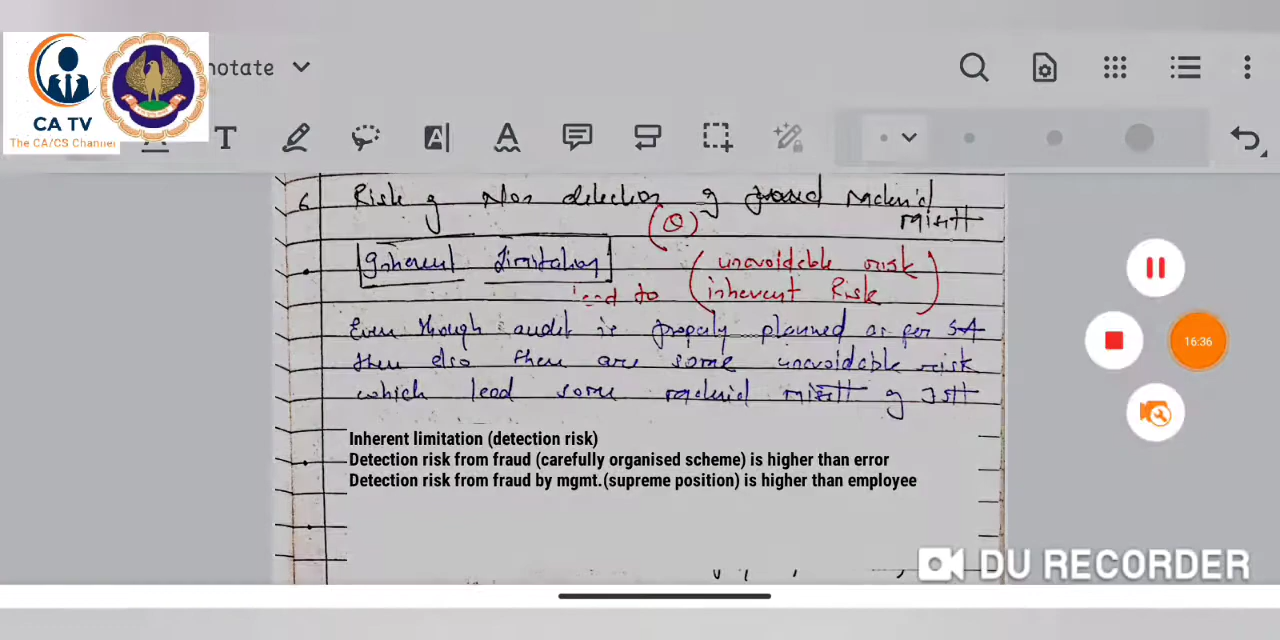 notate
CA TV
The CA/CS Channel
T
A
A
6 Risk of Non detection of material misstt
(0)
Inherent Limitation (unavoidable risk
lead to inherent Risk)
Even though audit is properly planned as per SA
then also there are some unavoidable risk
which lead some material misstt of Fstt
Inherent limitation (detection risk)
Detection risk from fraud (carefully organised scheme) is higher than error
Detection risk from fraud by mgmt.(supreme position) is higher than employee
16:36
DU RECORDER